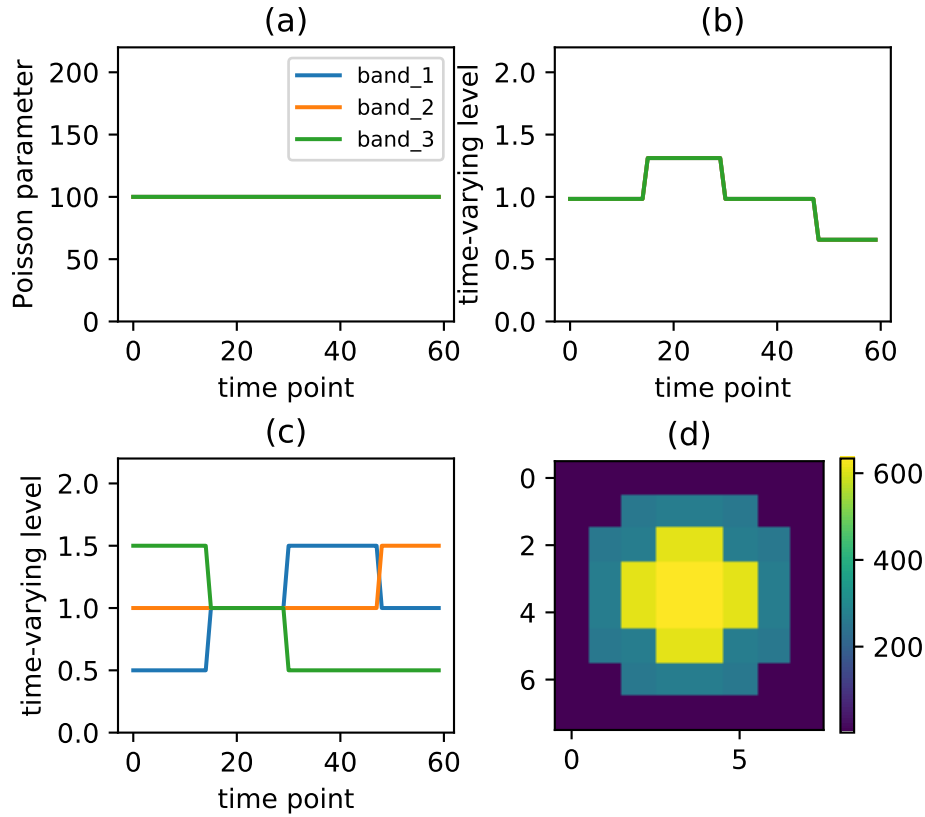 (a)
Poisson parameter
200
150
100
50
0
band_1
band_2
band_3
0 20 40 60
time point
(b)
time-varying level
2.0
1.5
1.0
0.5
0.0
0 20 40 60
time point
(c)
time-varying level
2.0
1.5
1.0
0.5
0.0
0 20 40 60
time point
(d)
0
2
4
6
0 5
600
400
200